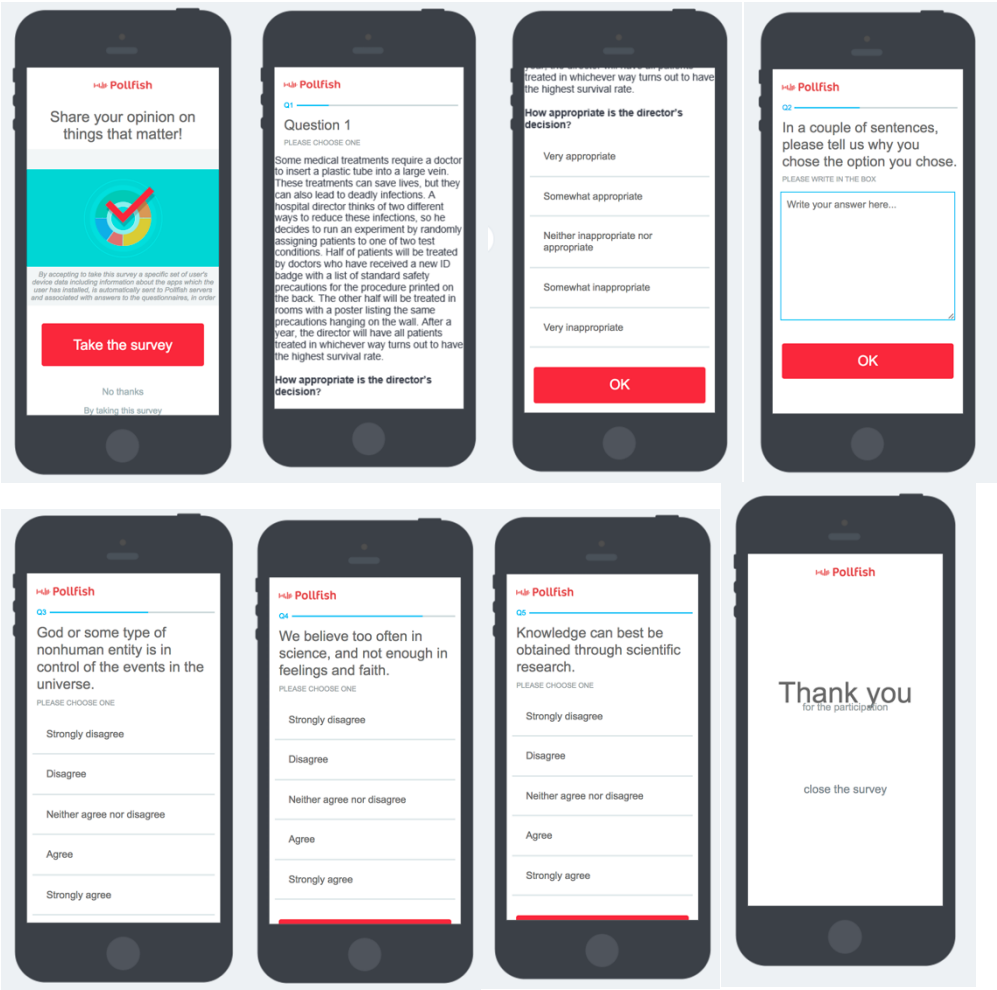 Pollfish
Share your opinion on
things that matter!
By accepting to take this survey a specific set of user's
device data including information about the apps which the
user has installed, is automatically sent to Pollfish servers
and associated with answers to the questionnaires, in order
Take the survey
No thanks
By taking this survey
Pollfish
Q1
Question 1
PLEASE CHOOSE ONE
Some medical treatments require a doctor
to insert a plastic tube into a large vein.
These treatments can save lives, but they
can also lead to deadly infections. A
hospital director thinks of two different
ways to reduce these infections, so he
decides to run an experiment by randomly
assigning patients to one of two test
conditions. Half of patients will be treated
by doctors who have received a new ID
badge with a list of standard safety
precautions for the procedure printed on
the back. The other half will be treated in
rooms with a poster listing the same
precautions hanging on the wall. After a
year, the director will have all patients
treated in whichever way turns out to have
the highest survival rate.
How appropriate is the director's
decision?
year, the director will have all patients
treated in whichever way turns out to have
the highest survival rate.
How appropriate is the director's
decision?
Very appropriate
Somewhat appropriate
Neither inappropriate nor
appropriate
Somewhat inappropriate
Very inappropriate
OK
Pollfish
Q2
In a couple of sentences,
please tell us why you
chose the option you chose.
PLEASE WRITE IN THE BOX
Write your answer here...
OK
Pollfish
Q3
God or some type of
nonhuman entity is in
control of the events in the
universe.
PLEASE CHOOSE ONE
Strongly disagree
Disagree
Neither agree nor disagree
Agree
Strongly agree
Pollfish
Q4
We believe too often in
science, and not enough in
feelings and faith.
PLEASE CHOOSE ONE
Strongly disagree
Disagree
Neither agree nor disagree
Agree
Strongly agree
Pollfish
Q5
Knowledge can best be
obtained through scientific
research.
PLEASE CHOOSE ONE
Strongly disagree
Disagree
Neither agree nor disagree
Agree
Strongly agree
Pollfish
Thank you
for the participation
close the survey